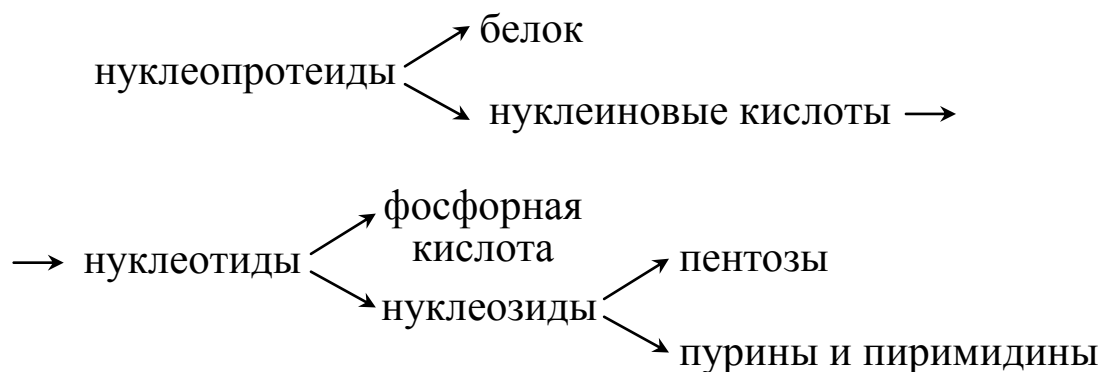 белок
нуклеопротеиды
нуклеиновые кислоты
фосфорная
кислота
нуклеотиды
пентозы
нуклеозиды
пурины и пиримидины